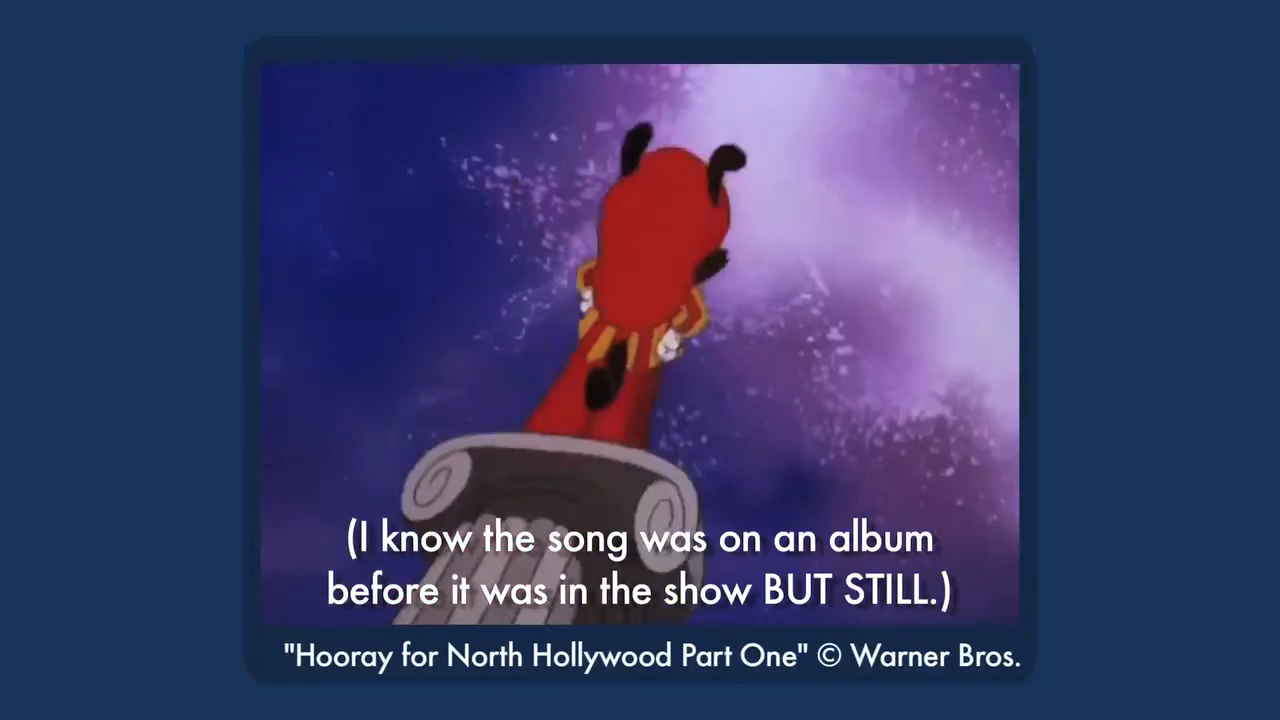 (I know the song was on an album
before it was in the show BUT STILL.)
"Hooray for North Hollywood Part One" © Warner Bros.